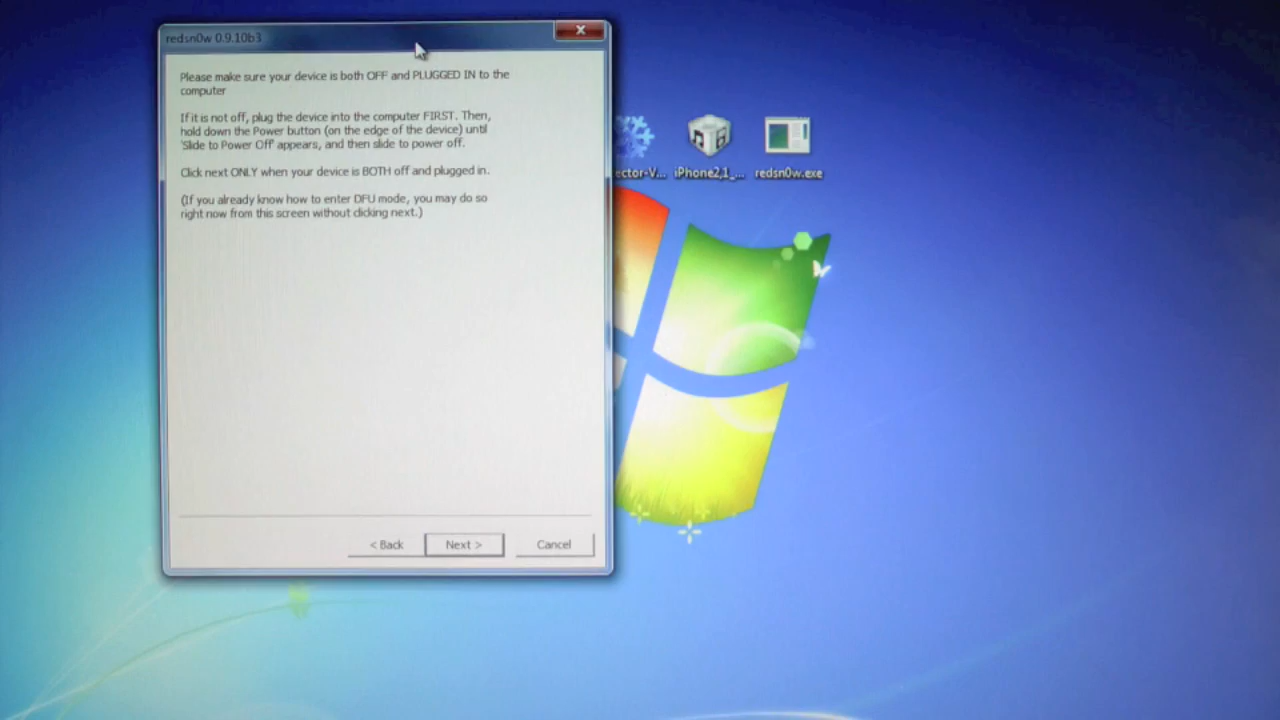 redsn0w 0.9.10b3
Please make sure your device is both OFF and PLUGGED IN to the
computer
If it is not off, plug the device into the computer FIRST. Then,
hold down the Power button (on the edge of the device) until
'Slide to Power Off' appears, and then slide to power off.
Click next ONLY when your device is BOTH off and plugged in.
(If you already know how to enter DFU mode, you may do so
right now from this screen without clicking next.)
< Back
Next >
Cancel
ector-V...
iPhone2,1_...
redsn0w.exe